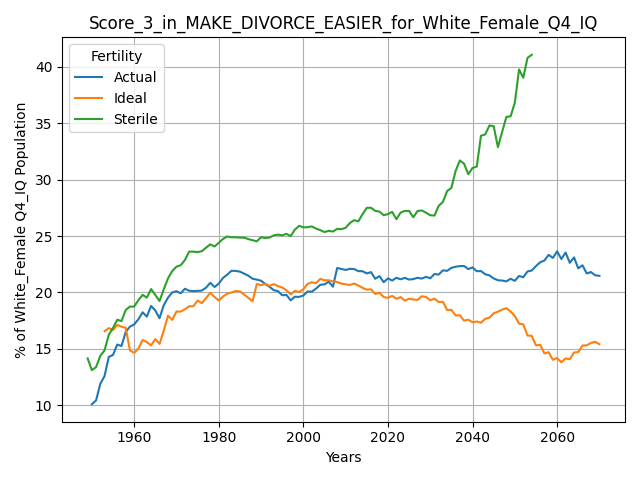 Score_3_in_MAKE_DIVORCE_EASIER_for_White_Female_Q4_IQ
Fertility
Actual
Ideal
Sterile
% of White_Female Q4_IQ Population
40
35
30
25
20
15
10
1960
1980
2000
2020
2040
2060
Years